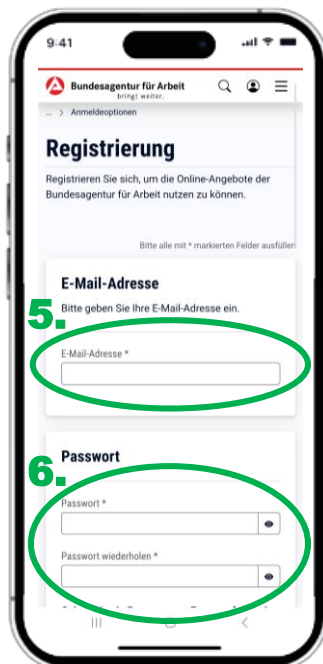 9:41
Bundesagentur für Arbeit
bringt weiter.
... > Anmeldeoptionen
Registrierung
Registrieren Sie sich, um die Online-Angebote der
Bundesagentur für Arbeit nutzen zu können.
Bitte alle mit * markierten Felder ausfüllen
E-Mail-Adresse
Bitte geben Sie Ihre E-Mail-Adresse ein.
5.
E-Mail-Adresse *
Passwort
6.
Passwort *
Passwort wiederholen *